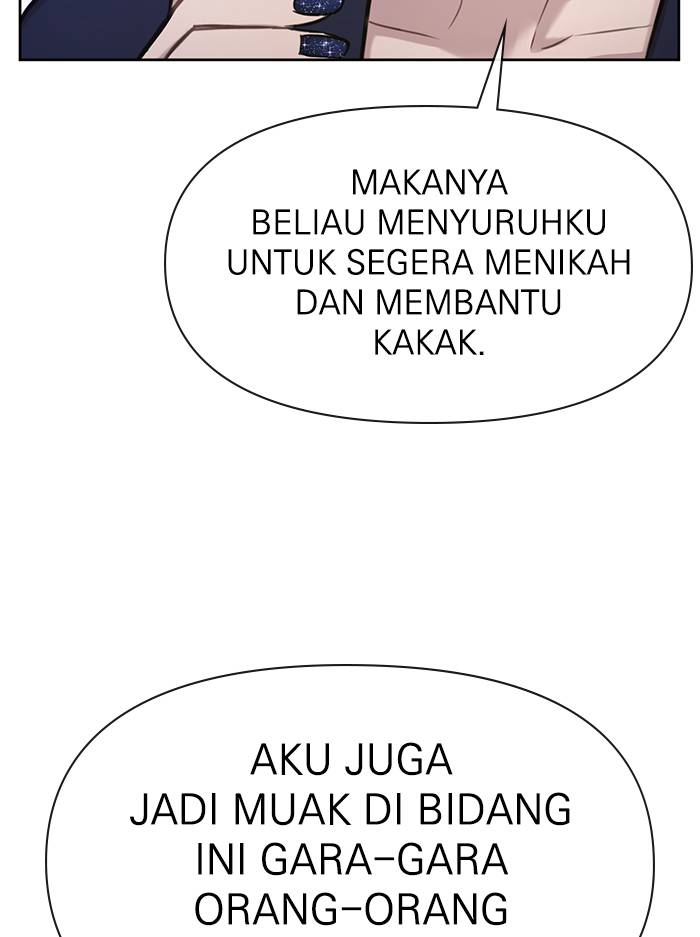 MAKANYA
BELIAU MENYURUHKU
UNTUK SEGERA MENIKAH
DAN MEMBANTU
KAKAK.
AKU JUGA
JADI MUAK DI BIDANG
INI GARA-GARA
ORANG-ORANG